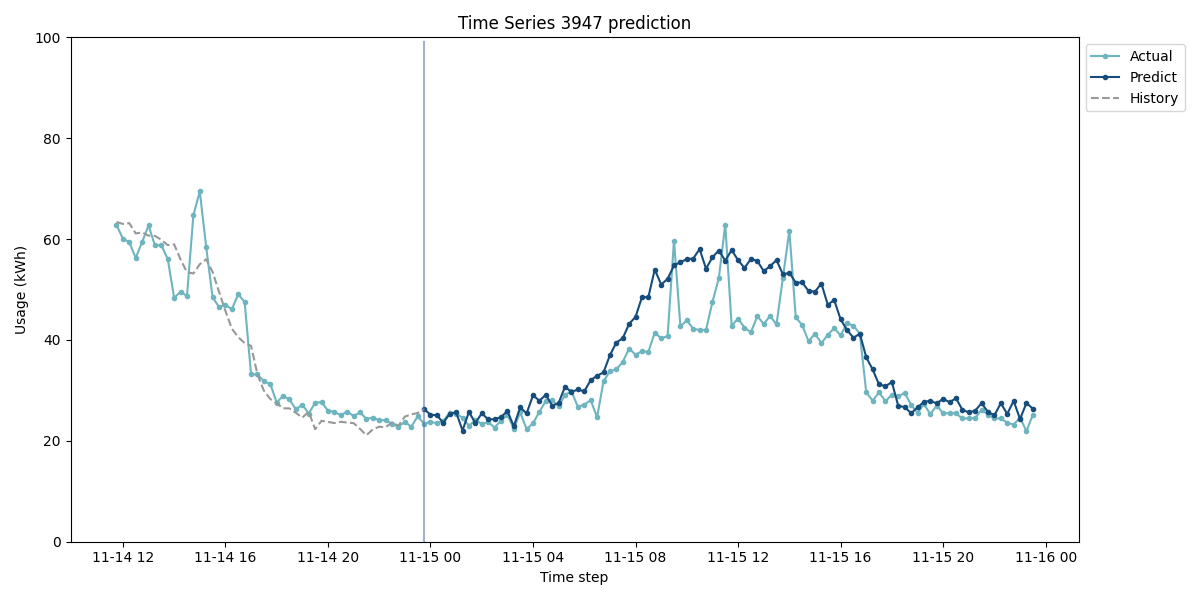 Time Series 3947 prediction
100
80
60
40
20
0
Usage (kWh)
11-14 12
11-14 16
11-14 20
11-15 00
11-15 04
11-15 08
11-15 12
11-15 16
11-15 20
11-16 00
Time step
Actual
Predict
History